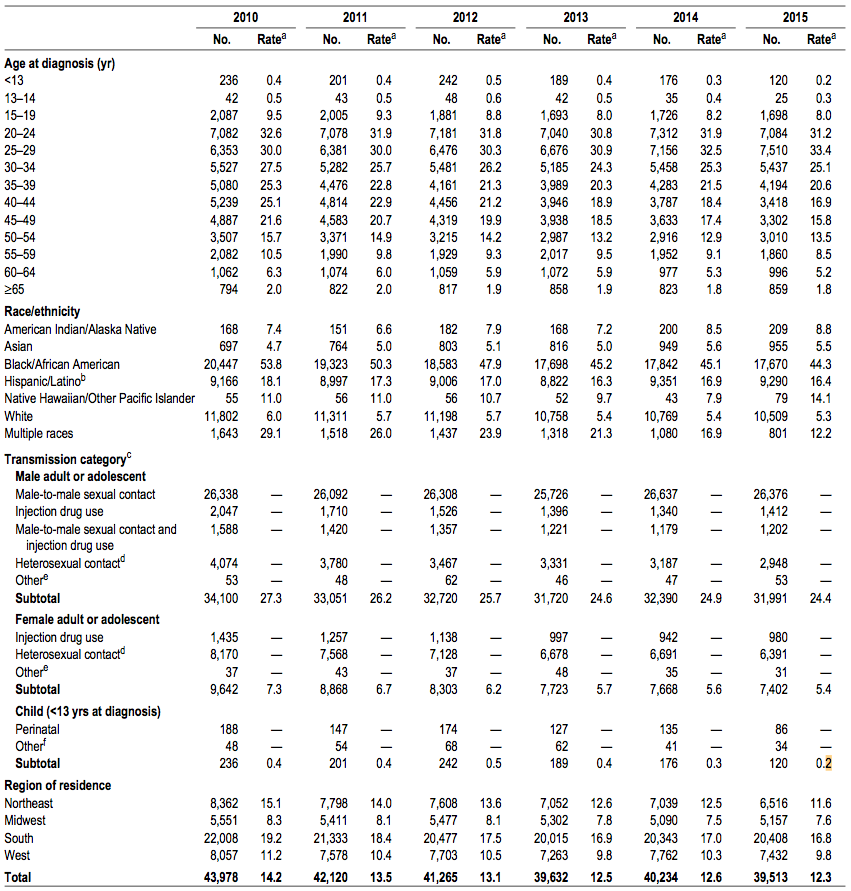 2010 2011 2012 2013 2014 2015
No. Ratea No. Ratea No. Ratea No. Ratea No. Ratea No. Ratea
Age at diagnosis (yr)
<13 236 0.4 201 0.4 242 0.5 189 0.4 176 0.3 120 0.2
13–14 42 0.5 43 0.5 48 0.6 42 0.5 35 0.4 25 0.3
15–19 2,087 9.5 2,005 9.3 1,881 8.8 1,693 8.0 1,726 8.2 1,698 8.0
20–24 7,082 32.6 7,078 31.9 7,181 31.8 7,040 30.8 7,312 31.9 7,084 31.2
25–29 6,353 30.0 6,381 30.0 6,476 30.3 6,676 30.9 7,156 32.5 7,510 33.4
30–34 5,527 27.5 5,282 25.7 5,481 26.2 5,185 24.3 5,458 25.3 5,437 25.1
35–39 5,080 25.3 4,476 22.8 4,161 21.3 3,989 20.3 4,283 21.5 4,194 20.6
40–44 5,239 25.1 4,814 22.9 4,456 21.2 3,946 18.9 3,787 18.4 3,418 16.9
45–49 4,887 21.6 4,583 20.7 4,319 19.9 3,938 18.5 3,633 17.4 3,302 15.8
50–54 3,507 15.7 3,371 14.9 3,215 14.2 2,987 13.2 2,916 12.9 3,010 13.5
55–59 2,082 10.5 1,990 9.8 1,929 9.3 2,017 9.5 1,952 9.1 1,860 8.5
60–64 1,062 6.3 1,074 6.0 1,059 5.9 1,072 5.9 977 5.3 996 5.2
≥65 794 2.0 822 2.0 817 1.9 858 1.9 823 1.8 859 1.8
Race/ethnicity
American Indian/Alaska Native 168 7.4 151 6.6 182 7.9 168 7.2 200 8.5 209 8.8
Asian 697 4.7 764 5.0 803 5.1 816 5.0 949 5.6 955 5.5
Black/African American 20,447 53.8 19,323 50.3 18,583 47.9 17,698 45.2 17,842 45.1 17,670 44.3
Hispanic/Latinob 9,166 18.1 8,997 17.3 9,006 17.0 8,822 16.3 9,351 16.9 9,290 16.4
Native Hawaiian/Other Pacific Islander 55 11.0 56 11.0 56 10.7 52 9.7 43 7.9 79 14.1
White 11,802 6.0 11,311 5.7 11,198 5.7 10,758 5.4 10,769 5.4 10,509 5.3
Multiple races 1,643 29.1 1,518 26.0 1,437 23.9 1,318 21.3 1,080 16.9 801 12.2
Transmission categoryc
Male adult or adolescent
Male-to-male sexual contact 26,338 — 26,092 — 26,308 — 25,726 — 26,637 — 26,376 —
Injection drug use 2,047 — 1,710 — 1,526 — 1,396 — 1,340 — 1,412 —
Male-to-male sexual contact and 1,588 — 1,420 — 1,357 — 1,221 — 1,179 — 1,202 —
injection drug use
Heterosexual contactd 4,074 — 3,780 — 3,467 — 3,331 — 3,187 — 2,948 —
Othere 53 — 48 — 62 — 46 — 47 — 53 —
Subtotal 34,100 27.3 33,051 26.2 32,720 25.7 31,720 24.6 32,390 24.9 31,991 24.4
Female adult or adolescent
Injection drug use 1,435 — 1,257 — 1,138 — 997 — 942 — 980 —
Heterosexual contactd 8,170 — 7,568 — 7,128 — 6,678 — 6,691 — 6,391 —
Othere 37 — 43 — 37 — 48 — 35 — 31 —
Subtotal 9,642 7.3 8,868 6.7 8,303 6.2 7,723 5.7 7,668 5.6 7,402 5.4
Child (<13 yrs at diagnosis)
Perinatal 188 — 147 — 174 — 127 — 135 — 86 —
Otherf 48 — 54 — 68 — 62 — 41 — 34 —
Subtotal 236 0.4 201 0.4 242 0.5 189 0.4 176 0.3 120 0.2
Region of residence
Northeast 8,362 15.1 7,798 14.0 7,608 13.6 7,052 12.6 7,039 12.5 6,516 11.6
Midwest 5,551 8.3 5,411 8.1 5,477 8.1 5,302 7.8 5,090 7.5 5,157 7.6
South 22,008 19.2 21,333 18.4 20,477 17.5 20,015 16.9 20,343 17.0 20,408 16.8
West 8,057 11.2 7,578 10.4 7,703 10.5 7,263 9.8 7,762 10.3 7,432 9.8
Total 43,978 14.2 42,120 13.5 41,265 13.1 39,632 12.5 40,234 12.6 39,513 12.3